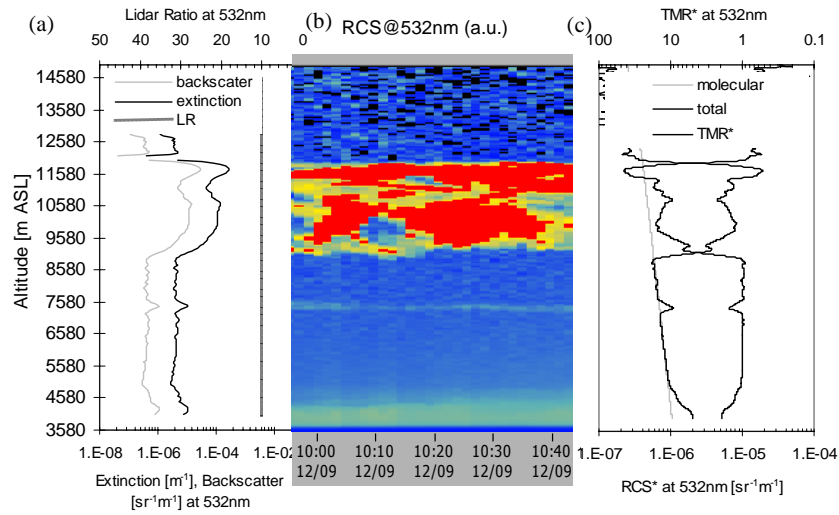 (a)
Lidar Ratio at 532nm
50 40 30 20 10 0
backscater
extinction
LR
Altitude [m ASL]
14580
13580
12580
11580
10580
9580
8580
7580
6580
5580
4580
3580
1.E-08 1.E-06 1.E-04 1.E-02
Extinction [m-1], Backscatter
[sr-1m-1] at 532nm
(b)
RCS@532nm (a.u.)
0
10:00 10:10 10:20 10:30 10:40
12/09 12/09 12/09 12/09 12/09
(c)
TMR* at 532nm
100 10 1 0.1
molecular
total
TMR*
1.E-07 1.E-06 1.E-05 1.E-04
RCS* at 532nm [sr-1m-1]